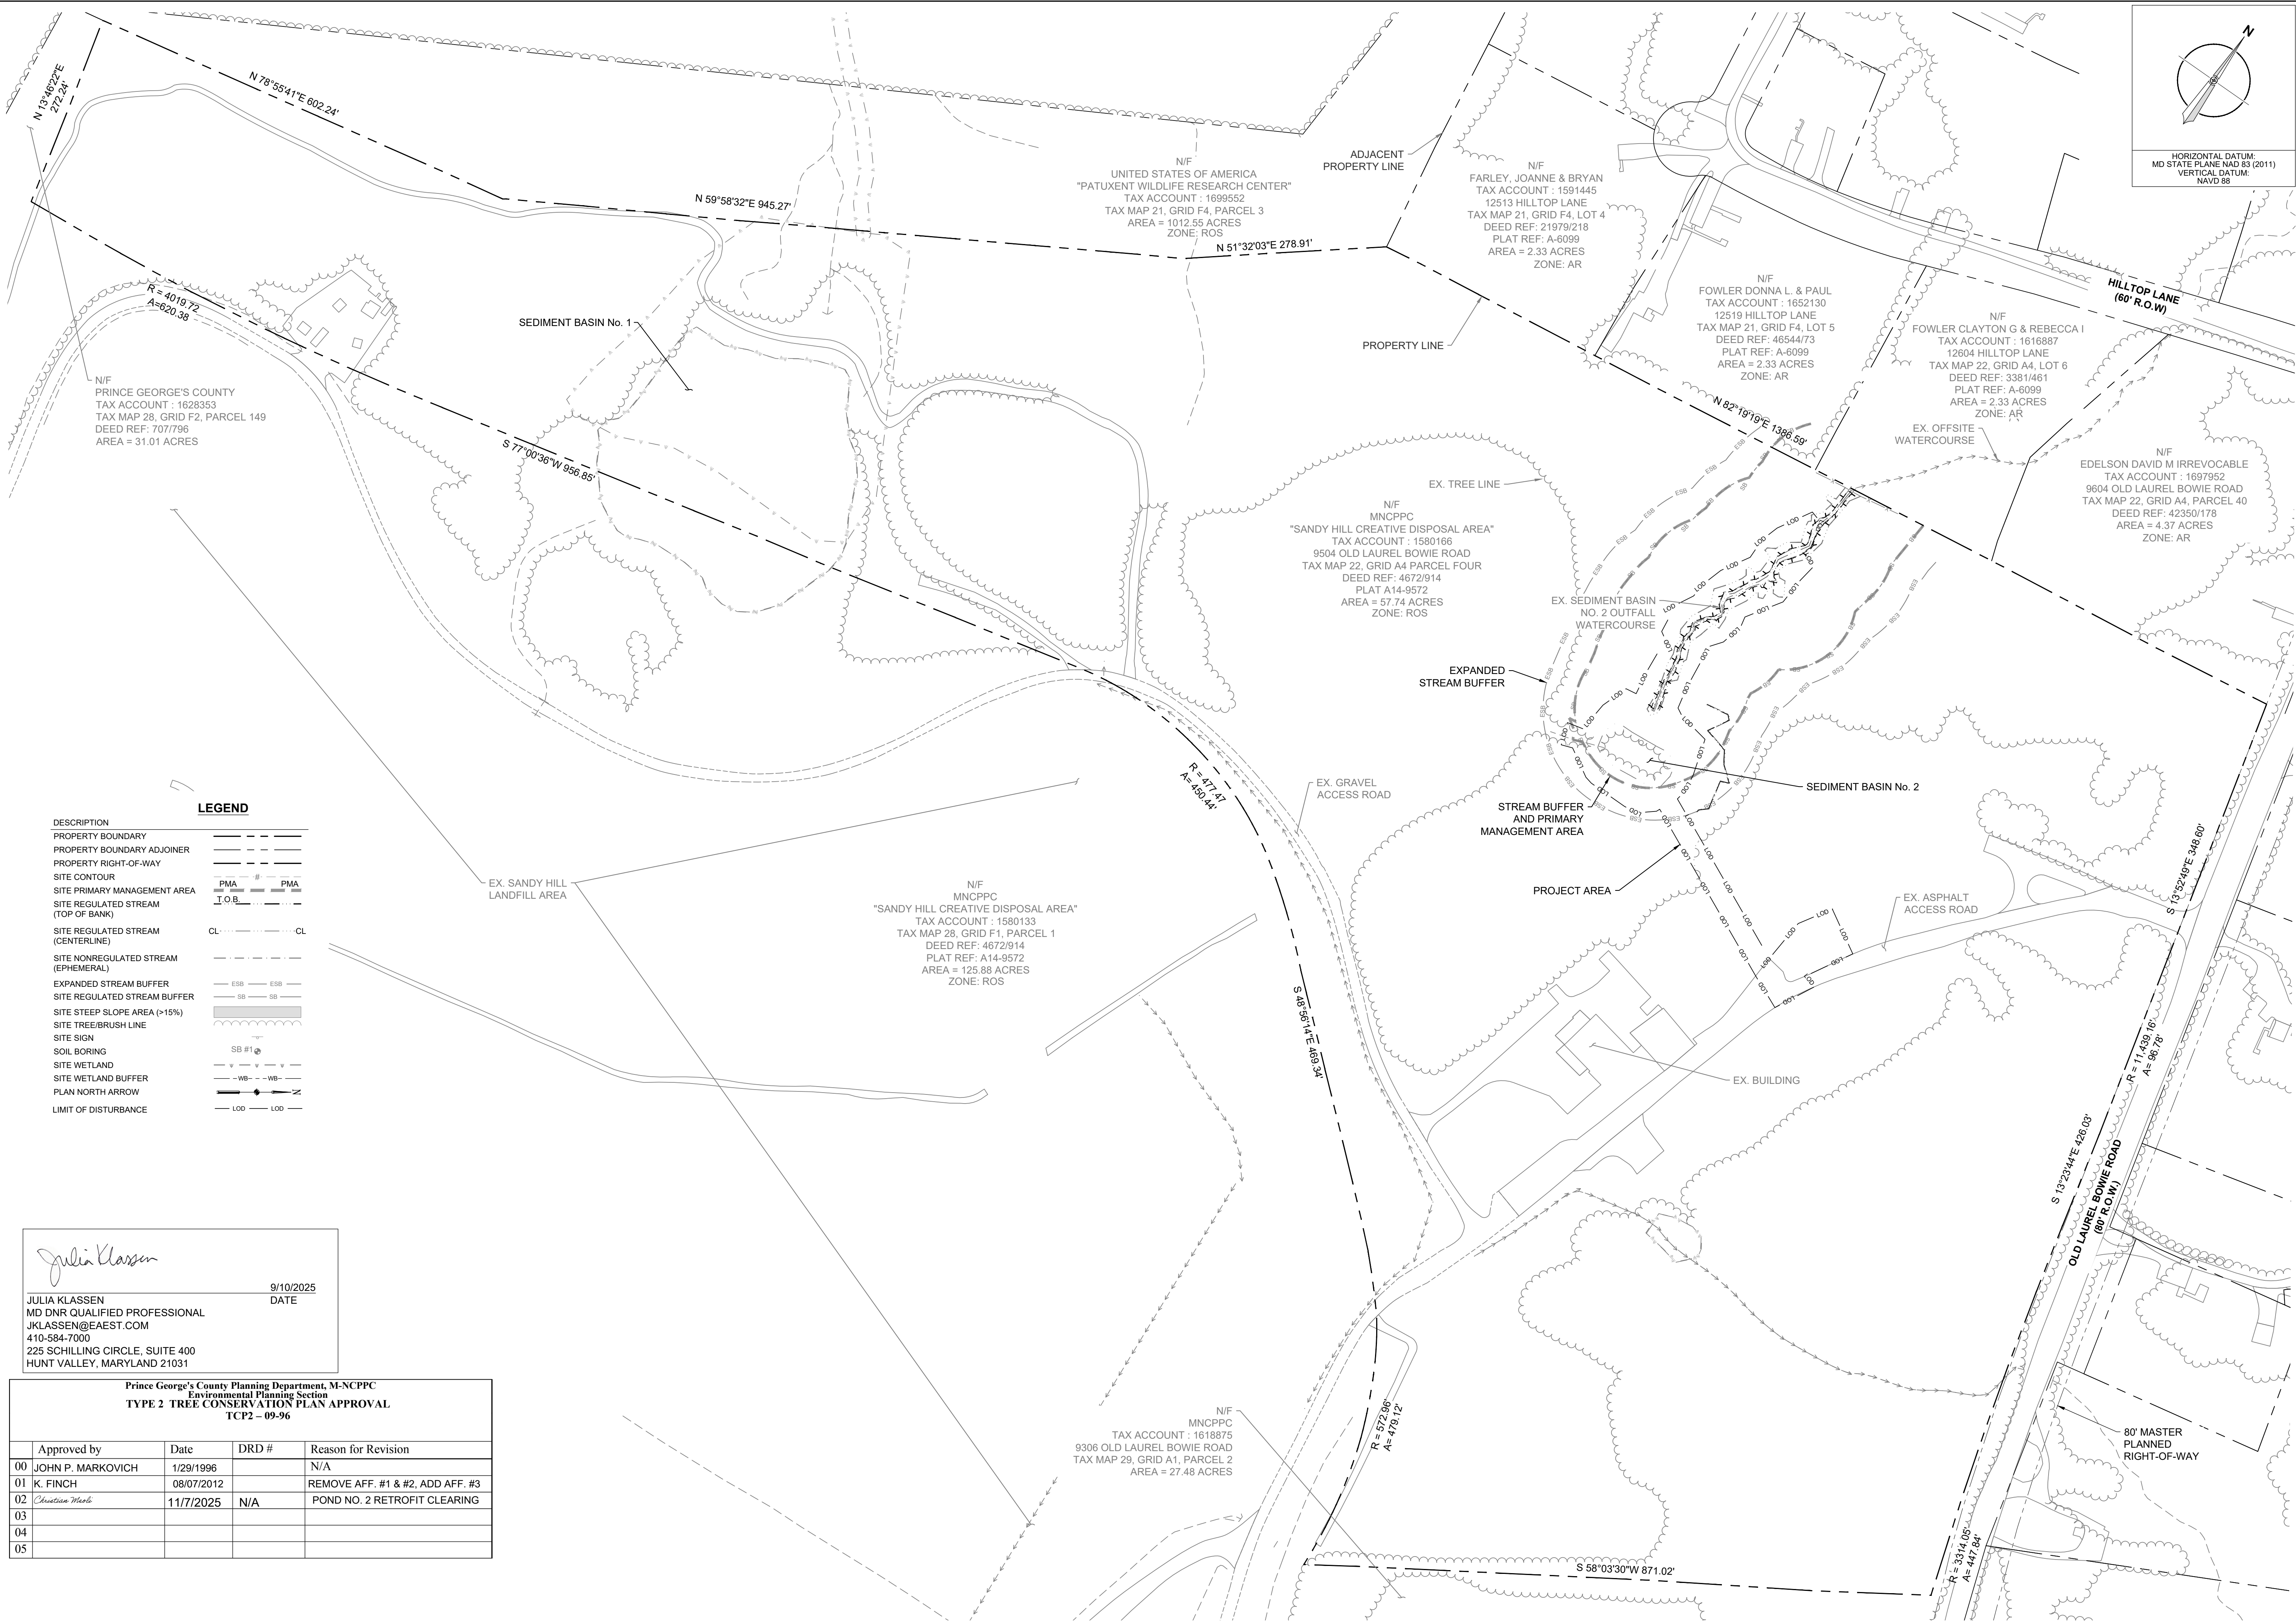 N
HORIZONTAL DATUM:
MD STATE PLANE NAD 83 (2011)
VERTICAL DATUM:
NAVD 88
N 13°46'22"E
272.24'
N 78°55'41"E 602.24'
N 59°58'32"E 945.27'
N 51°32'03"E 278.91'
N/F
UNITED STATES OF AMERICA
"PATUXENT WILDLIFE RESEARCH CENTER"
TAX ACCOUNT : 1699552
TAX MAP 21, GRID F4, PARCEL 3
AREA = 1012.55 ACRES
ZONE: ROS
ADJACENT
PROPERTY LINE
N/F
FARLEY, JOANNE & BRYAN
TAX ACCOUNT : 1591445
12513 HILLTOP LANE
TAX MAP 21, GRID F4, LOT 4
DEED REF: 21979/218
PLAT REF: A-6099
AREA = 2.33 ACRES
ZONE: AR
N/F
FOWLER DONNA L. & PAUL
TAX ACCOUNT : 1652130
12519 HILLTOP LANE
TAX MAP 21, GRID F4, LOT 5
DEED REF: 46544/73
PLAT REF: A-6099
AREA = 2.33 ACRES
ZONE: AR
HILLTOP LANE
(60' R.O.W)
N/F
FOWLER CLAYTON G & REBECCA I
TAX ACCOUNT : 1616887
12604 HILLTOP LANE
TAX MAP 22, GRID A4, LOT 6
DEED REF: 3381/461
PLAT REF: A-6099
AREA = 2.33 ACRES
ZONE: AR
EX. OFFSITE
WATERCOURSE
N/F
EDELSON DAVID M IRREVOCABLE
TAX ACCOUNT : 1697952
9604 OLD LAUREL BOWIE ROAD
TAX MAP 22, GRID A4, PARCEL 40
DEED REF: 42350/178
AREA = 4.37 ACRES
ZONE: AR
PROPERTY LINE
N 82°19'19"E 1386.59'
R = 4019.72
A=620.38
SEDIMENT BASIN No. 1
N/F
PRINCE GEORGE'S COUNTY
TAX ACCOUNT : 1628353
TAX MAP 28, GRID F2, PARCEL 149
DEED REF: 707/796
AREA = 31.01 ACRES
S 77°00'36"W 956.85'
EX. TREE LINE
N/F
MNCPPC
"SANDY HILL CREATIVE DISPOSAL AREA"
TAX ACCOUNT : 1580166
9504 OLD LAUREL BOWIE ROAD
TAX MAP 22, GRID A4 PARCEL FOUR
DEED REF: 4672/914
PLAT A14-9572
AREA = 57.74 ACRES
ZONE: ROS
EX. SEDIMENT BASIN
NO. 2 OUTFALL
WATERCOURSE
EXPANDED
STREAM BUFFER
ESB
SB
LOD
SEDIMENT BASIN No. 2
STREAM BUFFER
AND PRIMARY
MANAGEMENT AREA
PROJECT AREA
EX. GRAVEL
ACCESS ROAD
R = 477.47
A= 450.44'
EX. ASPHALT
ACCESS ROAD
S 13°52'49"E 348.60'
R = 11,439.16'
A= 96.78'
S 13°23'44"E 426.03'
OLD LAUREL BOWIE ROAD
(80' R.O.W.)
EX. BUILDING
S 48°56'14"E 469.34'
EX. SANDY HILL
LANDFILL AREA
N/F
MNCPPC
"SANDY HILL CREATIVE DISPOSAL AREA"
TAX ACCOUNT : 1580133
TAX MAP 28, GRID F1, PARCEL 1
DEED REF: 4672/914
PLAT REF: A14-9572
AREA = 125.88 ACRES
ZONE: ROS
LEGEND
DESCRIPTION
PROPERTY BOUNDARY
PROPERTY BOUNDARY ADJOINER
PROPERTY RIGHT-OF-WAY
SITE CONTOUR #
SITE PRIMARY MANAGEMENT AREA PMA PMA
SITE REGULATED STREAM T.O.B.
(TOP OF BANK)
SITE REGULATED STREAM CL CL
(CENTERLINE)
SITE NONREGULATED STREAM
(EPHEMERAL)
EXPANDED STREAM BUFFER ESB ESB
SITE REGULATED STREAM BUFFER SB SB
SITE STEEP SLOPE AREA (>15%)
SITE TREE/BRUSH LINE
SITE SIGN
SOIL BORING SB #1
SITE WETLAND
SITE WETLAND BUFFER WB WB
PLAN NORTH ARROW N
LIMIT OF DISTURBANCE LOD LOD
Julia Klassen
9/10/2025
JULIA KLASSEN DATE
MD DNR QUALIFIED PROFESSIONAL
JKLASSEN@EAEST.COM
410-584-7000
225 SCHILLING CIRCLE, SUITE 400
HUNT VALLEY, MARYLAND 21031
Prince George's County Planning Department, M-NCPPC
Environmental Planning Section
TYPE 2 TREE CONSERVATION PLAN APPROVAL
TCP2 – 09-96
Approved by Date DRD # Reason for Revision
00 JOHN P. MARKOVICH 1/29/1996 N/A
01 K. FINCH 08/07/2012 REMOVE AFF. #1 & #2, ADD AFF. #3
02 Christian Meoli 11/7/2025 N/A POND NO. 2 RETROFIT CLEARING
03
04
05
N/F
MNCPPC
TAX ACCOUNT : 1618875
9306 OLD LAUREL BOWIE ROAD
TAX MAP 29, GRID A1, PARCEL 2
AREA = 27.48 ACRES
R = 572.96'
A= 479.12'
S 58°03'30"W 871.02'
R = 3314.05'
A= 447.84'
80' MASTER
PLANNED
RIGHT-OF-WAY